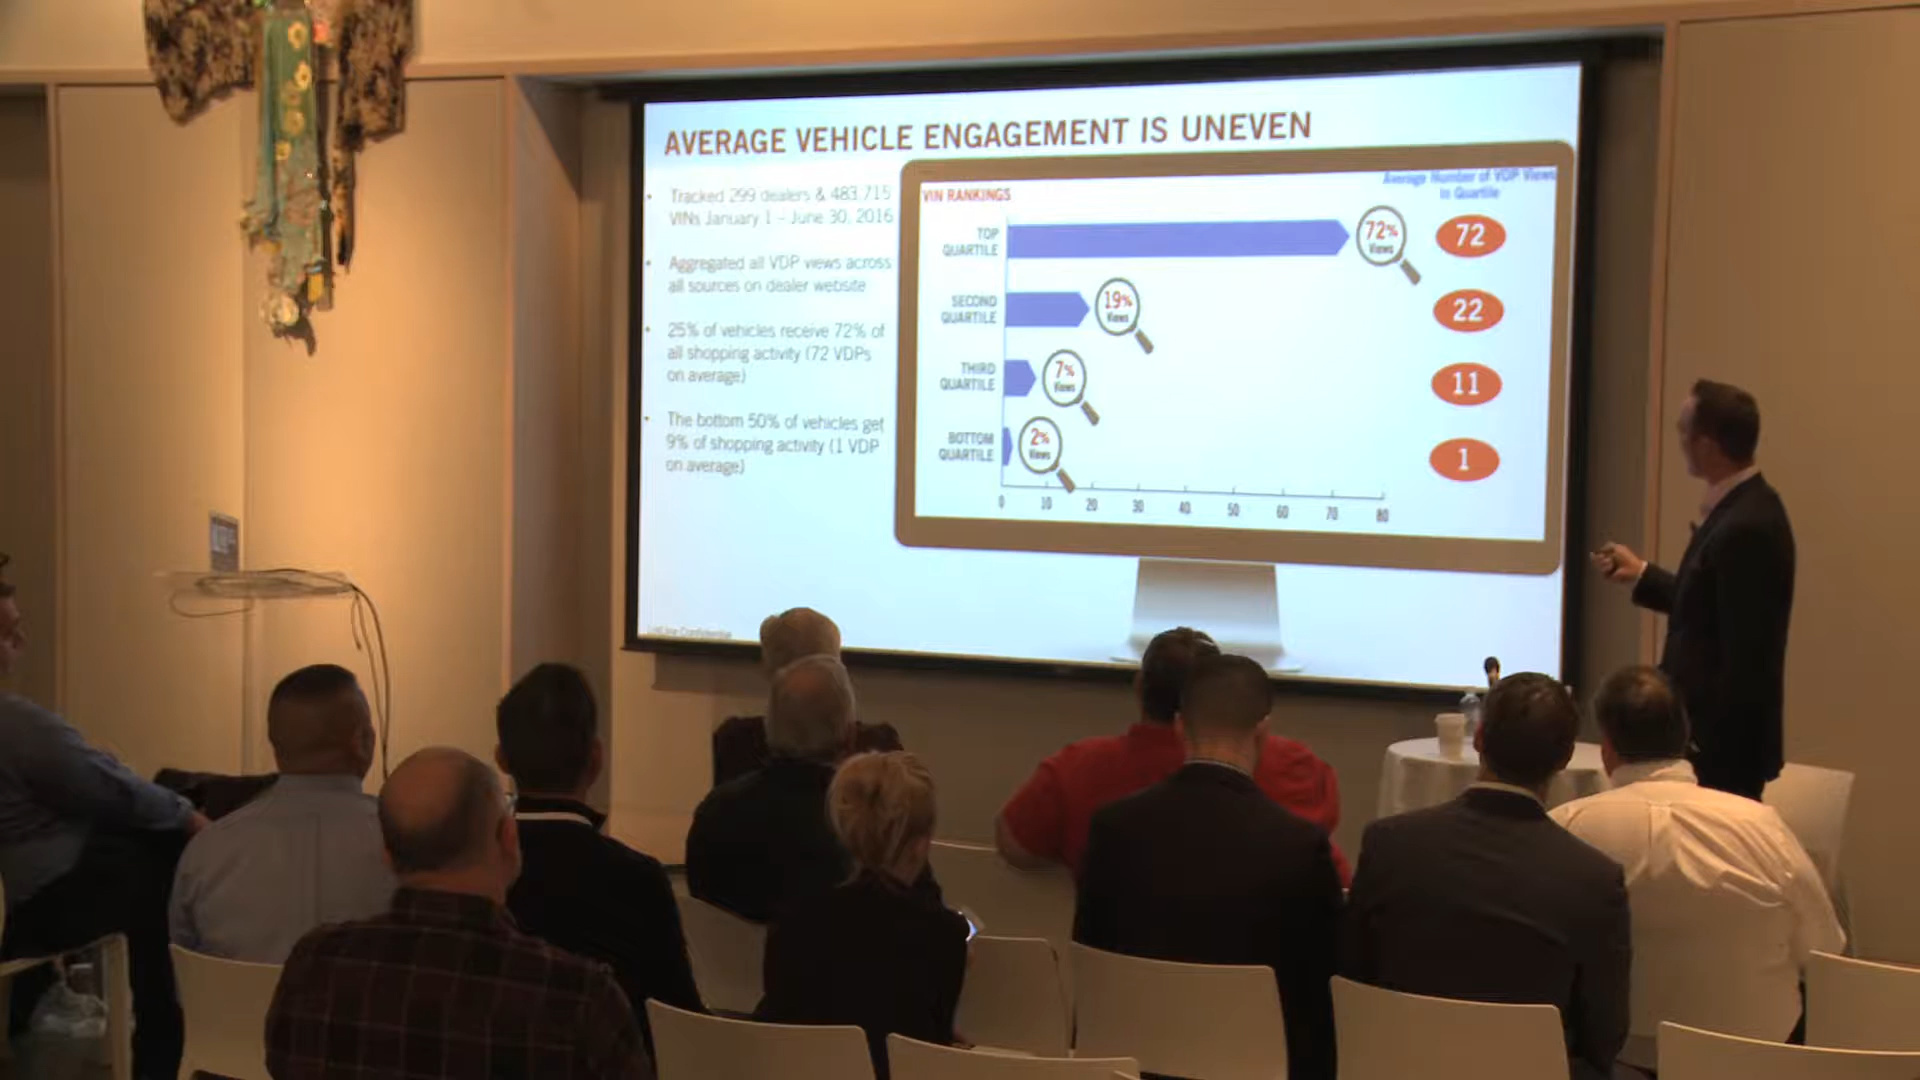 AVERAGE VEHICLE ENGAGEMENT IS UNEVEN
• Tracked 299 dealers & 483,715
VINs January 1 – June 30, 2016
• Aggregated all VDP views across
all sources on dealer website
• 25% of vehicles receive 72% of
all shopping activity (72 VDPs
on average)
• The bottom 50% of vehicles get
9% of shopping activity (1 VDP
on average)
VIN RANKINGS
Average Number of VDP Views
in Quartile
TOP
QUARTILE
72%
Views
72
SECOND
QUARTILE
19%
Views
22
THIRD
QUARTILE
7%
Views
11
BOTTOM
QUARTILE
2%
Views
1
0 10 20 30 40 50 60 70 80
Confidential